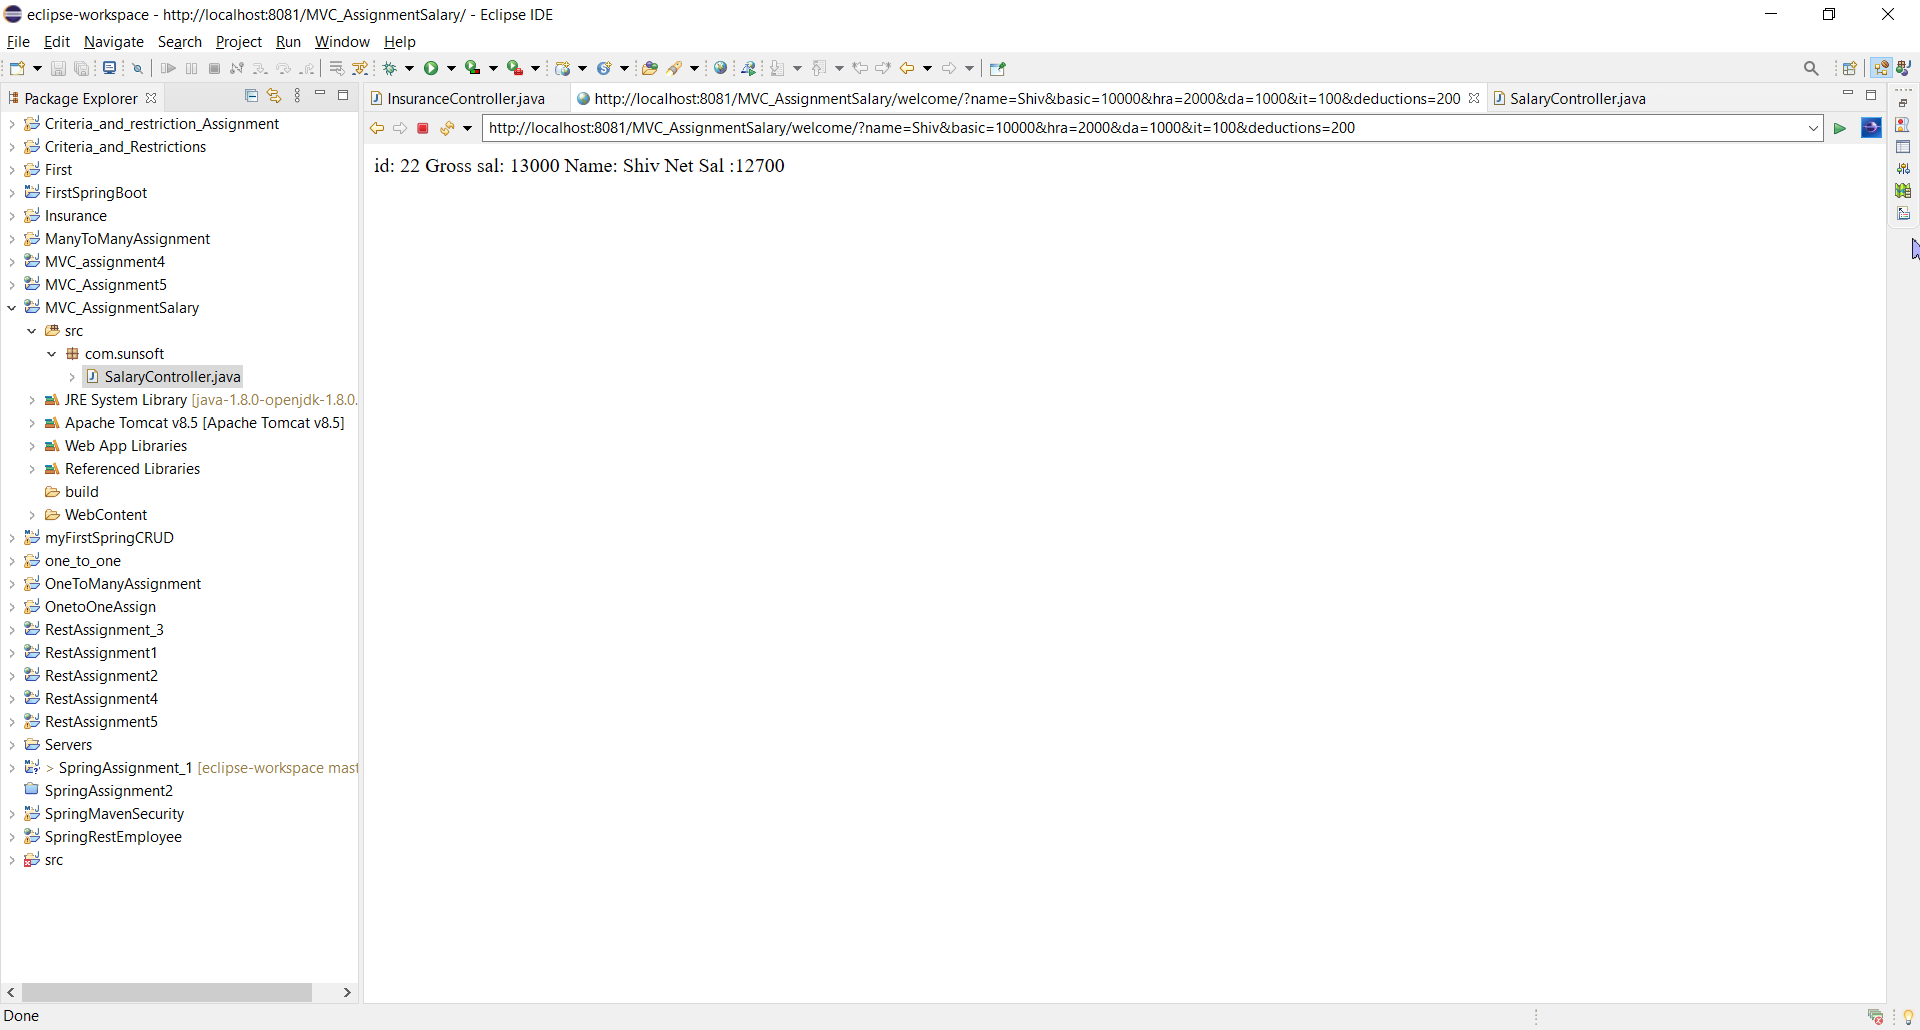 eclipse-workspace - http://localhost:8081/MVC_AssignmentSalary/ - Eclipse IDE
File Edit Navigate Search Project Run Window Help
Package Explorer
InsuranceController.java
http://localhost:8081/MVC_AssignmentSalary/welcome/?name=Shiv&basic=10000&hra=2000&da=1000&it=100&deductions=200
SalaryController.java
http://localhost:8081/MVC_AssignmentSalary/welcome/?name=Shiv&basic=10000&hra=2000&da=1000&it=100&deductions=200
id: 22 Gross sal: 13000 Name: Shiv Net Sal :12700
Criteria_and_restriction_Assignment
Criteria_and_Restrictions
First
FirstSpringBoot
Insurance
ManyToManyAssignment
MVC_assignment4
MVC_Assignment5
MVC_AssignmentSalary
src
com.sunsoft
SalaryController.java
JRE System Library [java-1.8.0-openjdk-1.8.0.
Apache Tomcat v8.5 [Apache Tomcat v8.5]
Web App Libraries
Referenced Libraries
build
WebContent
myFirstSpringCRUD
one_to_one
OneToManyAssignment
OnetoOneAssign
RestAssignment_3
RestAssignment1
RestAssignment2
RestAssignment4
RestAssignment5
Servers
> SpringAssignment_1 [eclipse-workspace mast
SpringAssignment2
SpringMavenSecurity
SpringRestEmployee
src
Done